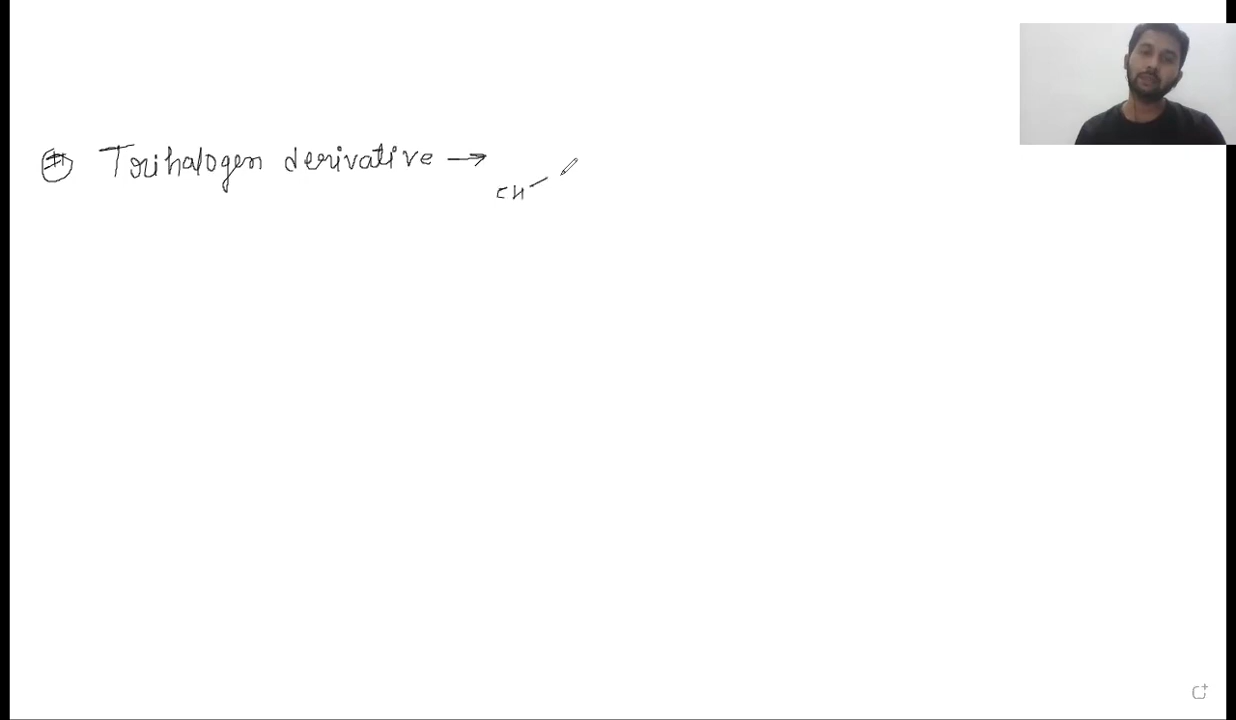 # Trihalogen derivative →
CH -